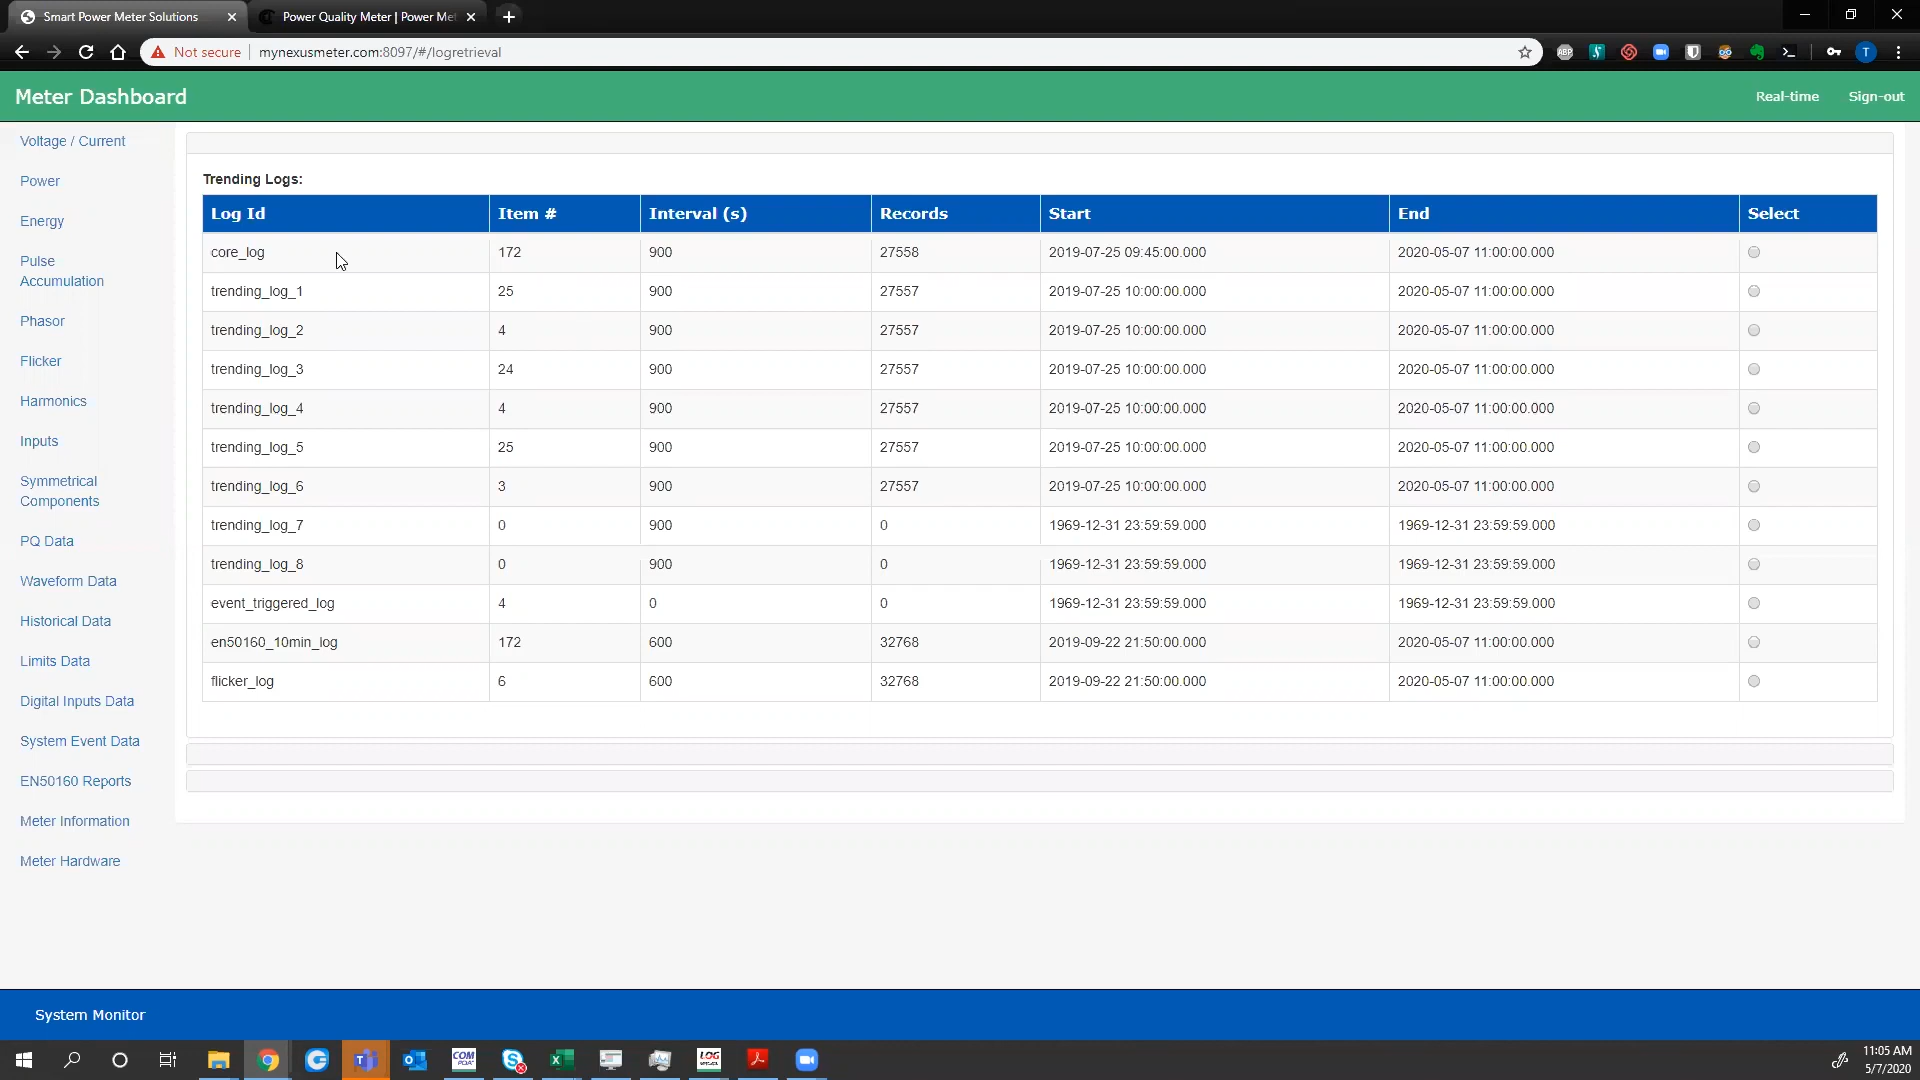 Smart Power Meter Solutions
Power Quality Meter | Power Me
Not secure
mynexusmeter.com:8097/#/logretrieval
ABP
T
Meter Dashboard
Real-time
Sign-out
Voltage / Current
Power
Energy
Pulse
Accumulation
Phasor
Flicker
Harmonics
Inputs
Symmetrical
Components
PQ Data
Waveform Data
Historical Data
Limits Data
Digital Inputs Data
System Event Data
EN50160 Reports
Meter Information
Meter Hardware
Trending Logs:
Log Id Item # Interval (s) Records Start End Select
core_log 172 900 27558 2019-07-25 09:45:00.000 2020-05-07 11:00:00.000
trending_log_1 25 900 27557 2019-07-25 10:00:00.000 2020-05-07 11:00:00.000
trending_log_2 4 900 27557 2019-07-25 10:00:00.000 2020-05-07 11:00:00.000
trending_log_3 24 900 27557 2019-07-25 10:00:00.000 2020-05-07 11:00:00.000
trending_log_4 4 900 27557 2019-07-25 10:00:00.000 2020-05-07 11:00:00.000
trending_log_5 25 900 27557 2019-07-25 10:00:00.000 2020-05-07 11:00:00.000
trending_log_6 3 900 27557 2019-07-25 10:00:00.000 2020-05-07 11:00:00.000
trending_log_7 0 900 0 1969-12-31 23:59:59.000 1969-12-31 23:59:59.000
trending_log_8 0 900 0 1969-12-31 23:59:59.000 1969-12-31 23:59:59.000
event_triggered_log 4 0 0 1969-12-31 23:59:59.000 1969-12-31 23:59:59.000
en50160_10min_log 172 600 32768 2019-09-22 21:50:00.000 2020-05-07 11:00:00.000
flicker_log 6 600 32768 2019-09-22 21:50:00.000 2020-05-07 11:00:00.000
System Monitor
COM
LOG
11:05 AM
5/7/2020